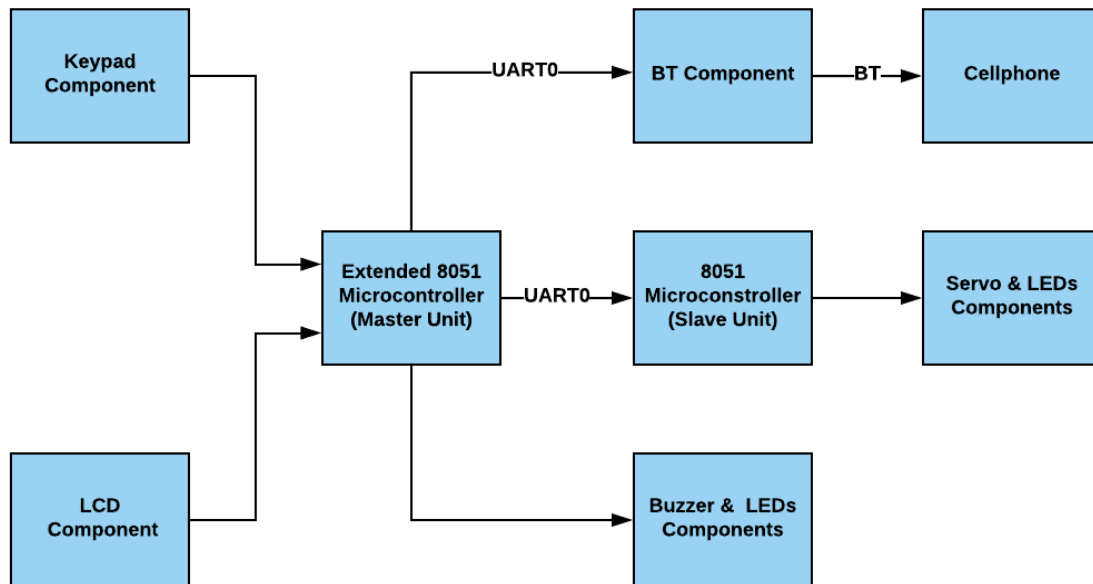 Keypad
Component
UART0
BT Component
BT
Cellphone
Extended 8051
Microcontroller
(Master Unit)
UART0
8051
Microconstroller
(Slave Unit)
Servo & LEDs
Components
LCD
Component
Buzzer & LEDs
Components